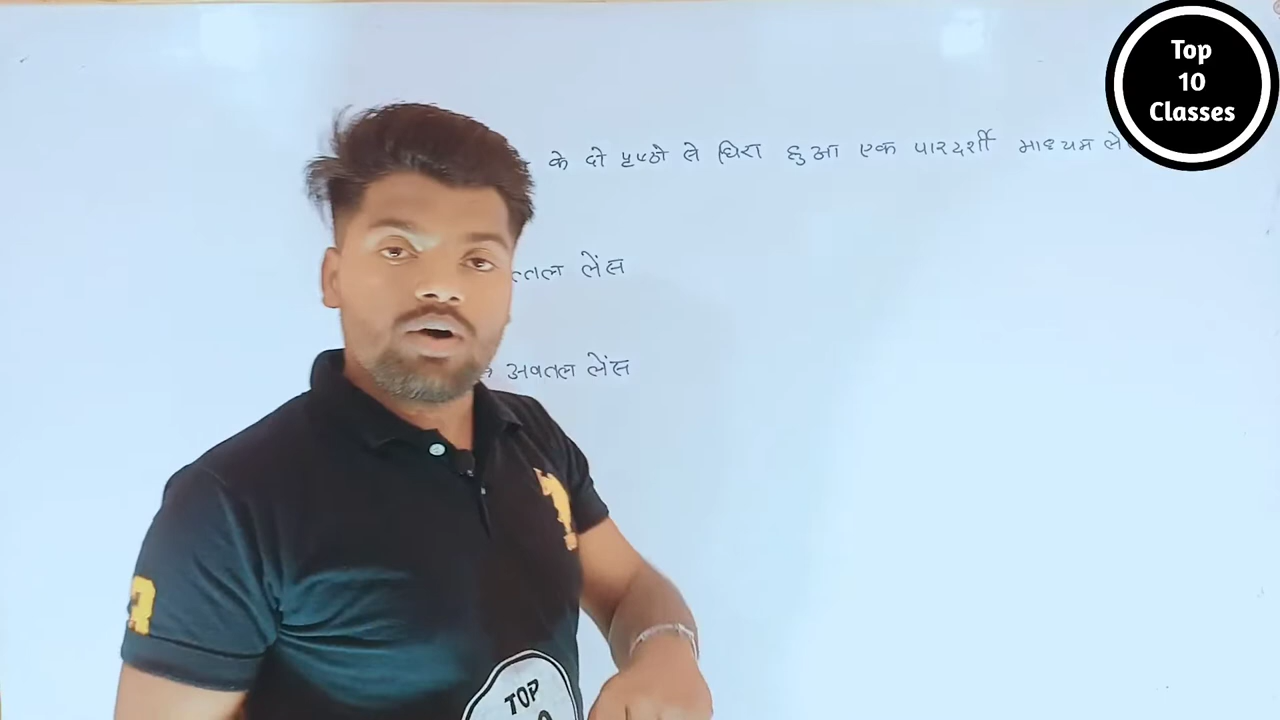 Top
10
Classes
के दो पृष्ठो से घिरा हुआ एक पारदर्शी माध्यम
त्तल लेंस
अवतल लेंस
TOP